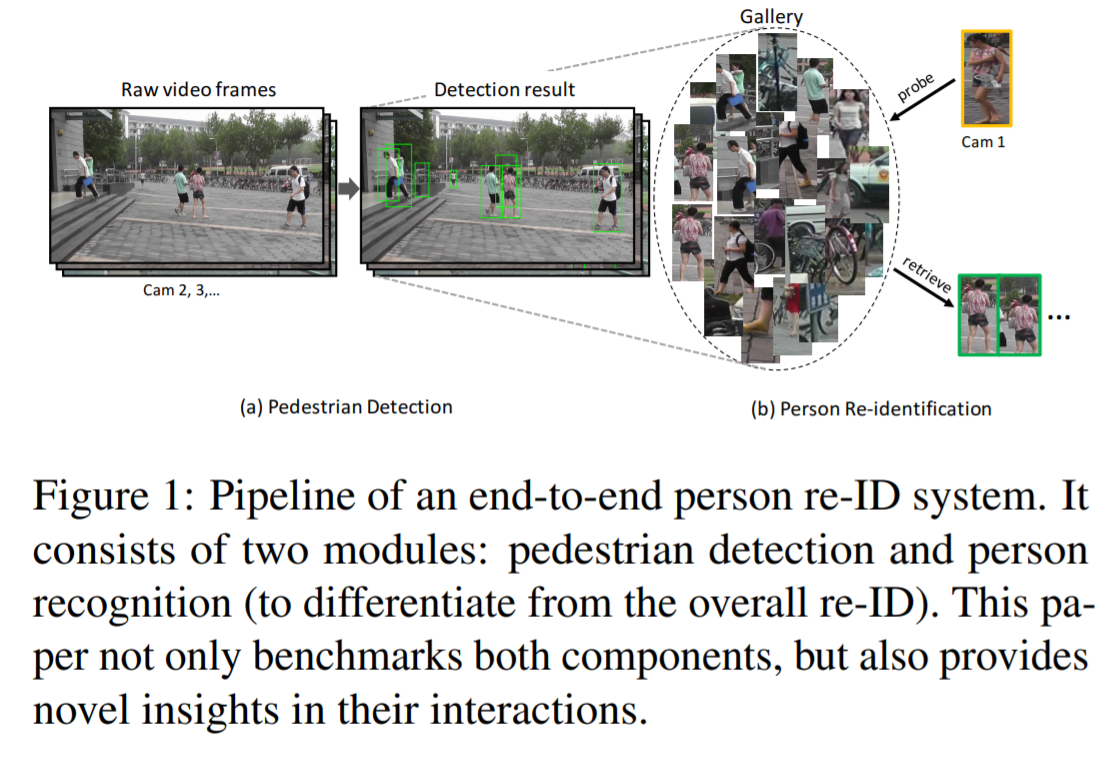 Gallery
Raw video frames
Detection result
probe
Cam 1
retrieve
...
Cam 2, 3,...
(a) Pedestrian Detection
(b) Person Re-identification
Figure 1: Pipeline of an end-to-end person re-ID system. It
consists of two modules: pedestrian detection and person
recognition (to differentiate from the overall re-ID). This pa-
per not only benchmarks both components, but also provides
novel insights in their interactions.